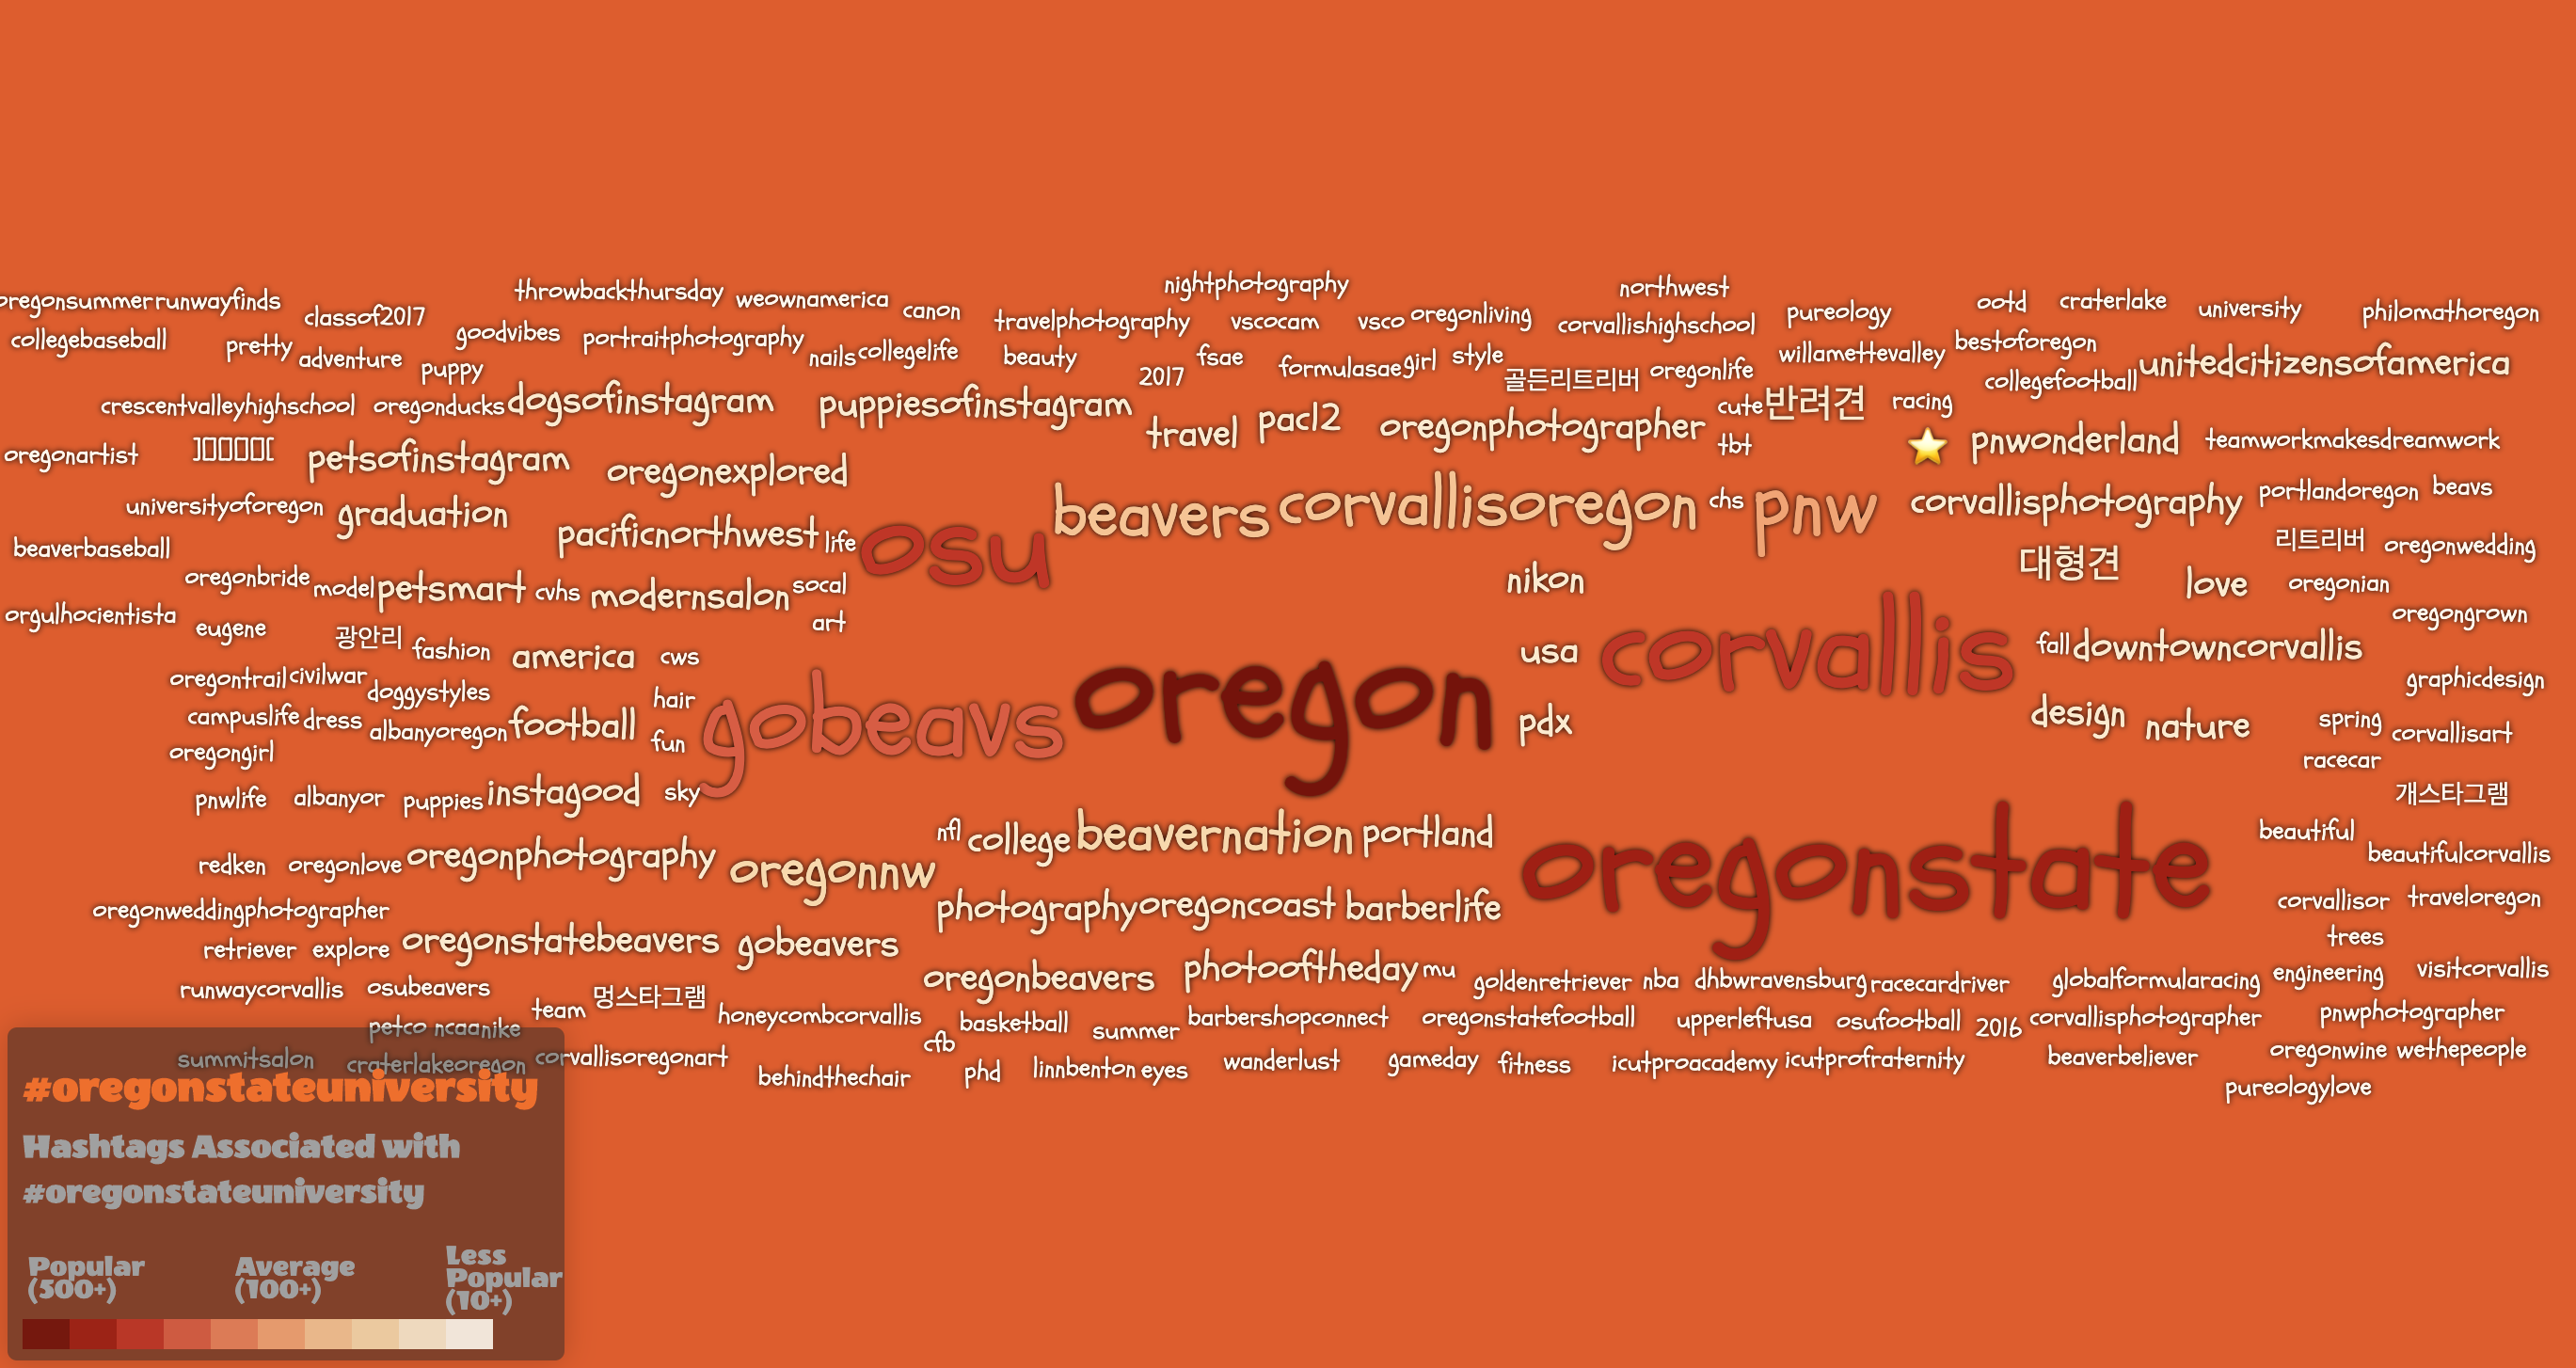 nightphotography
northwest
throwbackthursday weownamerica canon
oregonsummer runwayfinds classof2017
ootd craterlake university philomathoregon
travelphotography vscocam vsco oregonliving corvallishighschool pureology
collegebaseball pretty adventure goodvibes portraitphotography nails collegelife beauty fsae formulasae girl style willamettevalley bestoforegon unitedcitizensofamerica
puppy 2017 골든리트리버 oregonlife collegefootball
crescentvalleyhighschool oregonducks dogsofinstagram puppiesofinstagram travel pac12 oregonphotographer cute 반려견 racing
tbt ⭐ pnwonderland teamworkmakesdreamwork
oregonartist petsofinstagram oregonexplored
universityoforegon graduation beavers corvallisoregon chs pnw corvallisphotography portlandoregon beavs
beaverbaseball pacificnorthwest life osu 대형견 리트리버 oregonwedding
oregonbride model petsmart cvhs modernsalon socal nikon love oregonian
orgulhocientista eugene art oregongrown
광안리 fashion america cws usa corvallis fall downtowncorvallis
oregontrail civilwar doggystyles hair graphicdesign
campuslife dress albanyoregon football fun gobeavs oregon pdx design nature spring corvallisart
oregongirl racecar
pnwlife albanyor puppies instagood sky 개스타그램
nfl college beavernation portland beautiful
redken oregonlove oregonphotography oregonnw oregonstate beautifulcorvallis
oregonweddingphotographer photography oregoncoast barberlife corvallisor traveloregon
retriever explore oregonstatebeavers gobeavers trees
oregonbeavers photooftheday mu goldenretriever nba dhbwravensburg racecardriver globalformularacing engineering visitcorvallis
runwaycorvallis osubeavers team 멍스타그램 honeycombcorvallis basketball summer barbershopconnect oregonstatefootball upperleftusa osufootball 2016 corvallisphotographer pnwphotographer
petco ncaa nike cfb
summitsalon craterlakeoregon corvallisoregonart behindthechair phd linnbenton eyes wanderlust gameday fitness icutproacademy icutprofraternity beaverbeliever oregonwine wethepeople
pureologylove
#oregonstateuniversity
Hashtags Associated with
#oregonstateuniversity
Popular (500+) Average (100+) Less Popular (10+)